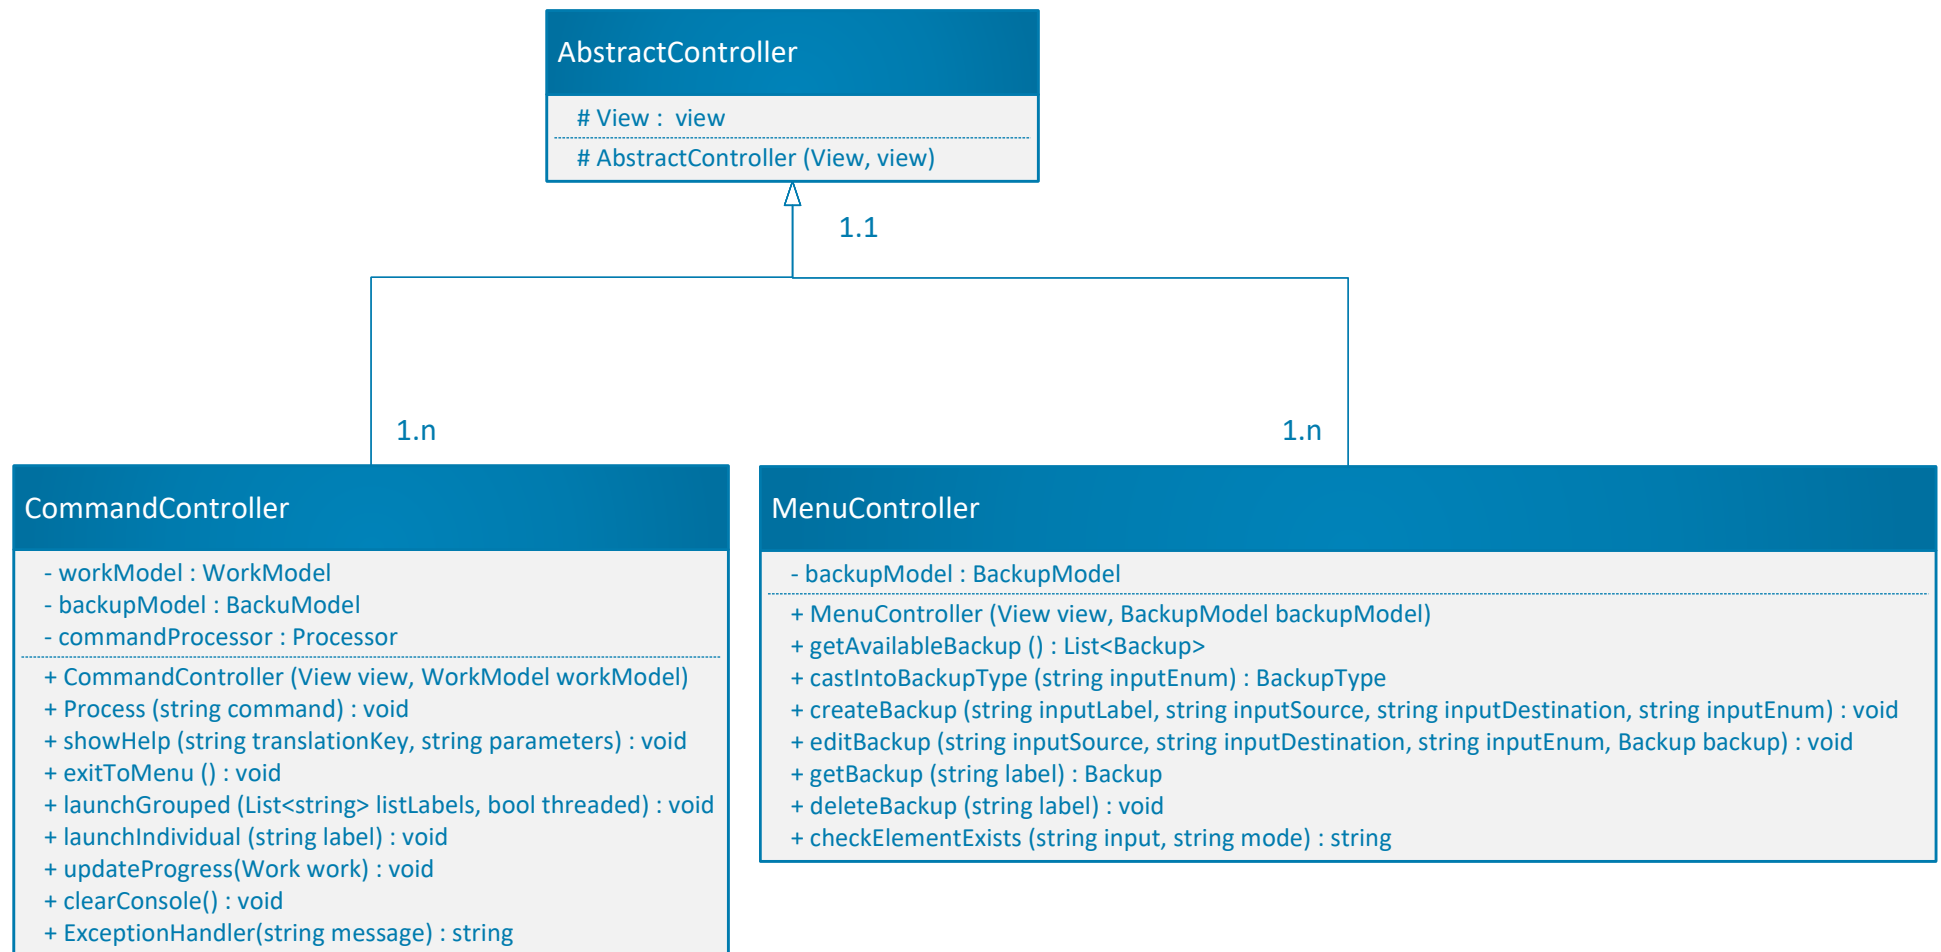 AbstractController
# View : view
# AbstractController (View, view)
1.1
1.n
1.n
CommandController
- workModel : WorkModel
- backupModel : BackuModel
- commandProcessor : Processor
+ CommandController (View view, WorkModel workModel)
+ Process (string command) : void
+ showHelp (string translationKey, string parameters) : void
+ exitToMenu () : void
+ launchGrouped (List<string> listLabels, bool threaded) : void
+ launchIndividual (string label) : void
+ updateProgress(Work work) : void
+ clearConsole() : void
+ ExceptionHandler(string message) : string
MenuController
- backupModel : BackupModel
+ MenuController (View view, BackupModel backupModel)
+ getAvailableBackup () : List<Backup>
+ castIntoBackupType (string inputEnum) : BackupType
+ createBackup (string inputLabel, string inputSource, string inputDestination, string inputEnum) : void
+ editBackup (string inputSource, string inputDestination, string inputEnum, Backup backup) : void
+ getBackup (string label) : Backup
+ deleteBackup (string label) : void
+ checkElementExists (string input, string mode) : string